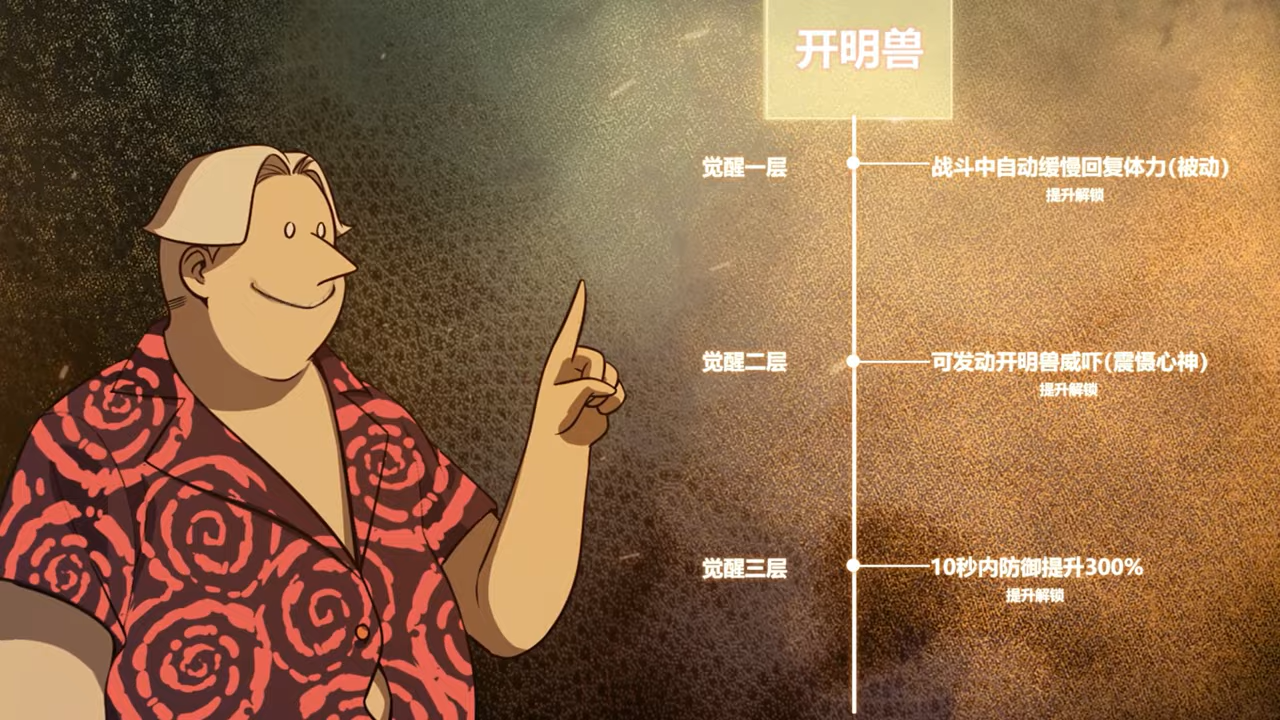 开明兽
觉醒一层
战斗中自动缓慢回复体力(被动)
提升解锁
觉醒二层
可发动开明兽威吓(震慑心神)
提升解锁
觉醒三层
10秒内防御提升300%
提升解锁